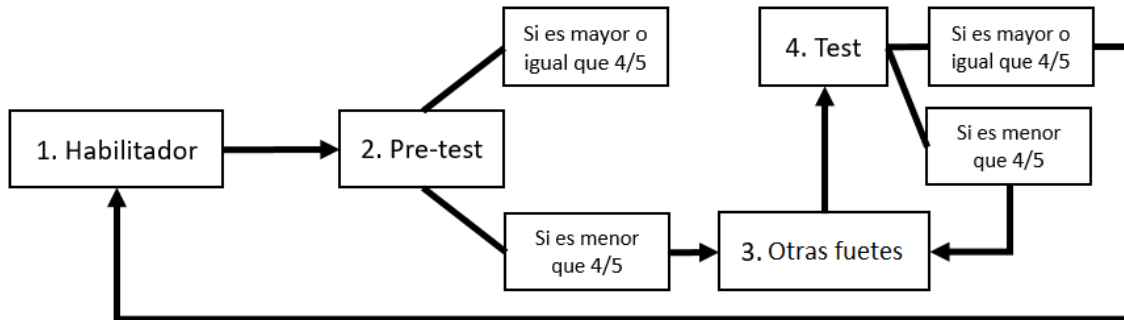 1. Habilitador
2. Pre-test
Si es mayor o
igual que 4/5
Si es menor
que 4/5
3. Otras fuetes
4. Test
Si es mayor o
igual que 4/5
Si es menor
que 4/5